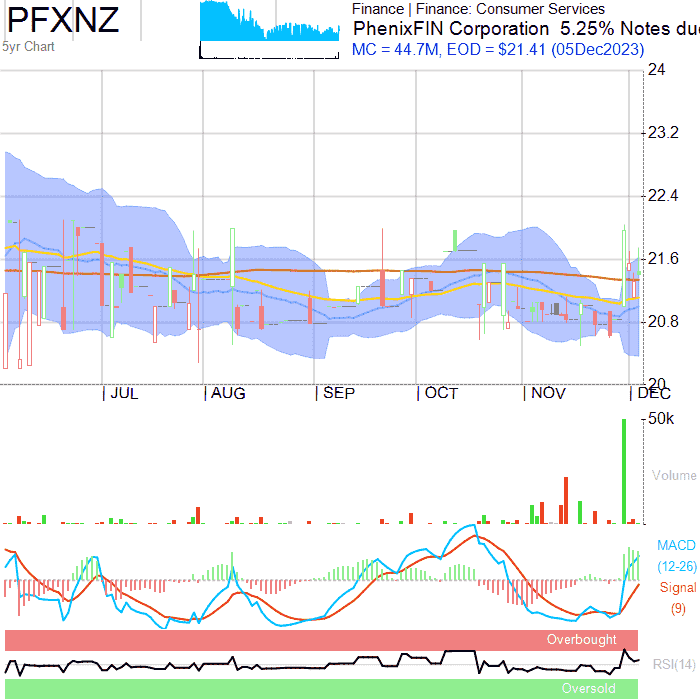 PFXNZ
5yr Chart
Finance | Finance: Consumer Services
PhenixFIN Corporation 5.25% Notes du
MC = 44.7M, EOD = $21.41 (05Dec2023)
24
23.2
22.4
21.6
20.8
20
JUL AUG SEP OCT NOV DEC
50k
Volume
MACD
(12-26)
Signal
(9)
Overbought
RSI(14)
Oversold